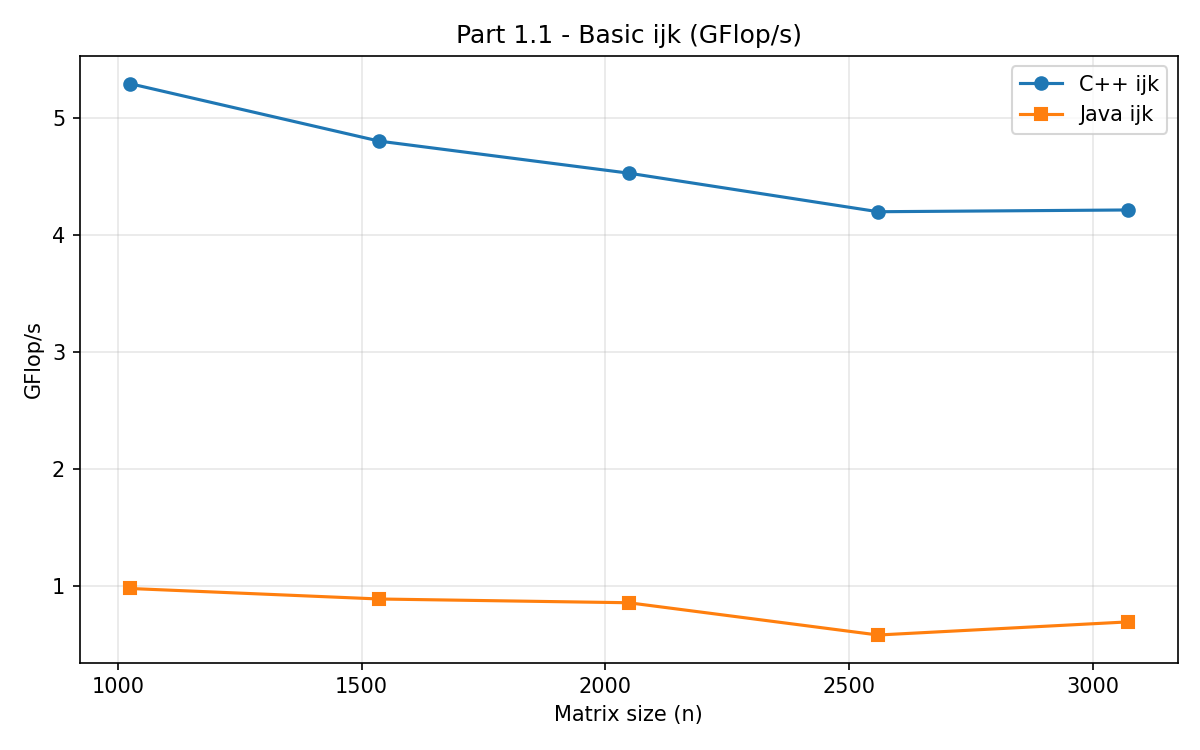 Part 1.1 - Basic ijk (GFlop/s)
C++ ijk
Java ijk
GFlop/s
5
4
3
2
1
1000 1500 2000 2500 3000
Matrix size (n)